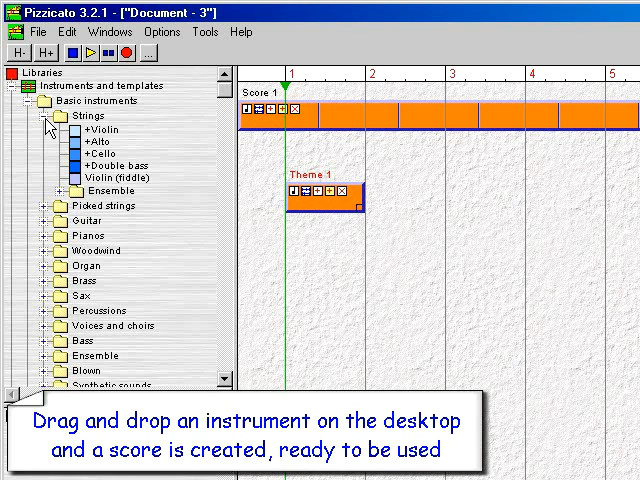 Pizzicato 3.2.1 - ["Document - 3"]
File Edit Windows Options Tools Help
H- H+ ...
Libraries
Instruments and templates
Basic instruments
Strings
+Violin
+Alto
+Cello
+Double bass
Violin (fiddle)
Ensemble
Picked strings
Guitar
Pianos
Woodwind
Organ
Brass
Sax
Percussions
Voices and choirs
Bass
Ensemble
Blown
Synthetic sounds
1 2 3 4 5
Score 1
Theme 1
Drag and drop an instrument on the desktop
and a score is created, ready to be used